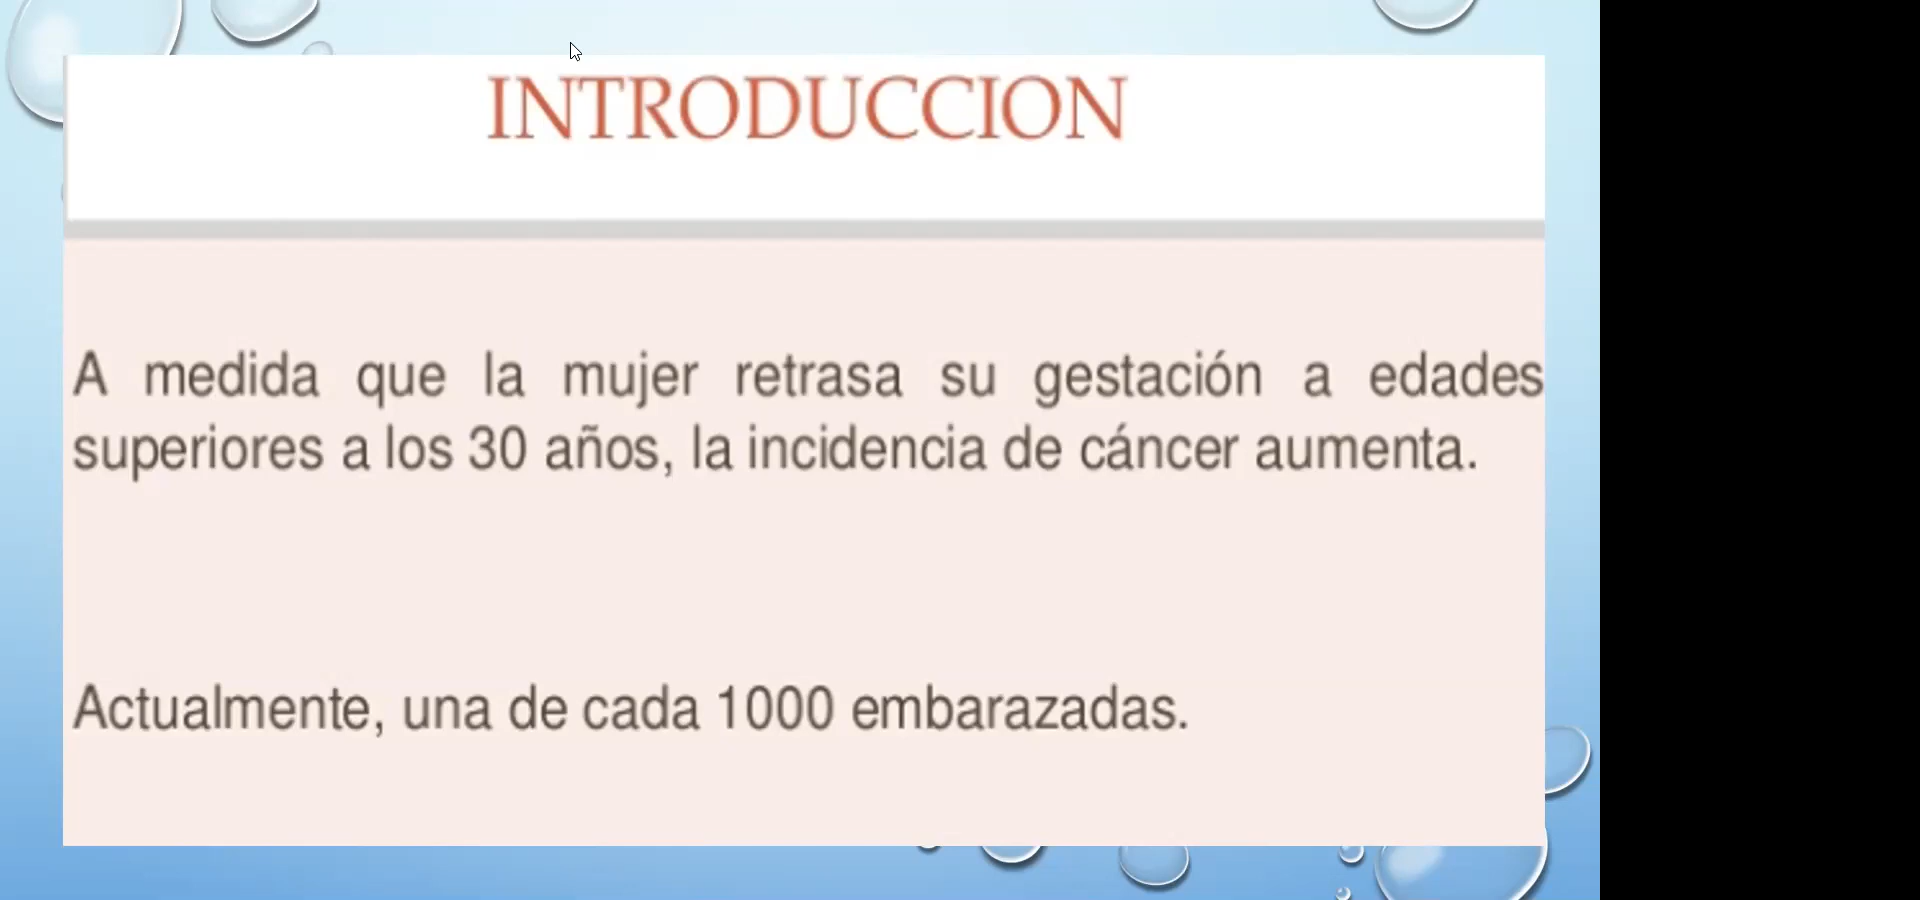 INTRODUCCION
A medida que la mujer retrasa su gestación a edades
superiores a los 30 años, la incidencia de cáncer aumenta.
Actualmente, una de cada 1000 embarazadas.